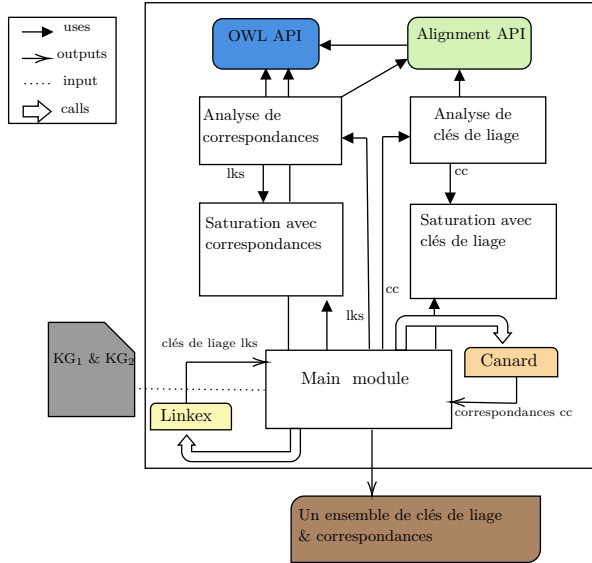 uses
outputs
input
calls
OWL API
Alignment API
Analyse de
correspondances
Analyse de
clés de liage
lks
cc
Saturation avec
correspondances
Saturation avec
clés de liage
cc
lks
clés de liage lks
KG₁ & KG₂
Main module
Canard
Linkex
correspondances cc
Un ensemble de clés de liage
& correspondances